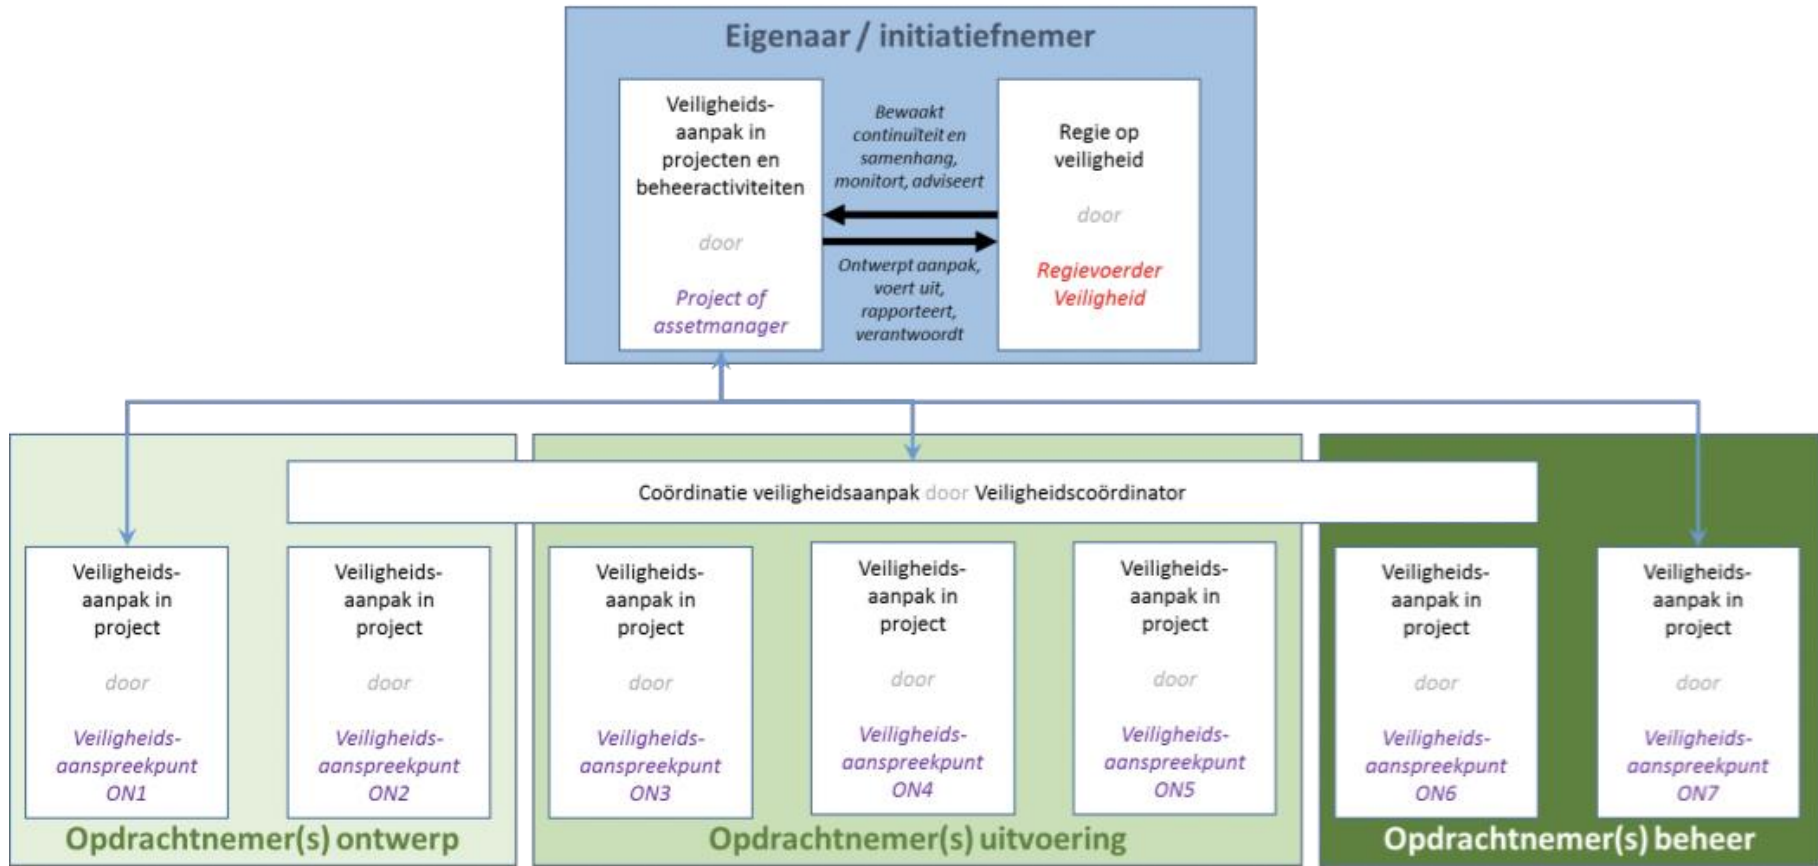 Eigenaar / initiatiefnemer
Veiligheids-
aanpak in
projecten en
beheeractiviteiten
door
Project of
assetmanager
Bewaakt
continuïteit en
samenhang,
monitort, adviseert
Ontwerpt aanpak,
voert uit,
rapporteert,
verantwoordt
Regie op
veiligheid
door
Regievoerder
Veiligheid
Coördinatie veiligheidsaanpak door Veiligheidscoördinator
Veiligheids-
aanpak in
project
door
Veiligheids-
aanspreekpunt
ON1
Veiligheids-
aanpak in
project
door
Veiligheids-
aanspreekpunt
ON2
Opdrachtnemer(s) ontwerp
Veiligheids-
aanpak in
project
door
Veiligheids-
aanspreekpunt
ON3
Veiligheids-
aanpak in
project
door
Veiligheids-
aanspreekpunt
ON4
Veiligheids-
aanpak in
project
door
Veiligheids-
aanspreekpunt
ON5
Opdrachtnemer(s) uitvoering
Veiligheids-
aanpak in
project
door
Veiligheids-
aanspreekpunt
ON6
Veiligheids-
aanpak in
project
door
Veiligheids-
aanspreekpunt
ON7
Opdrachtnemer(s) beheer